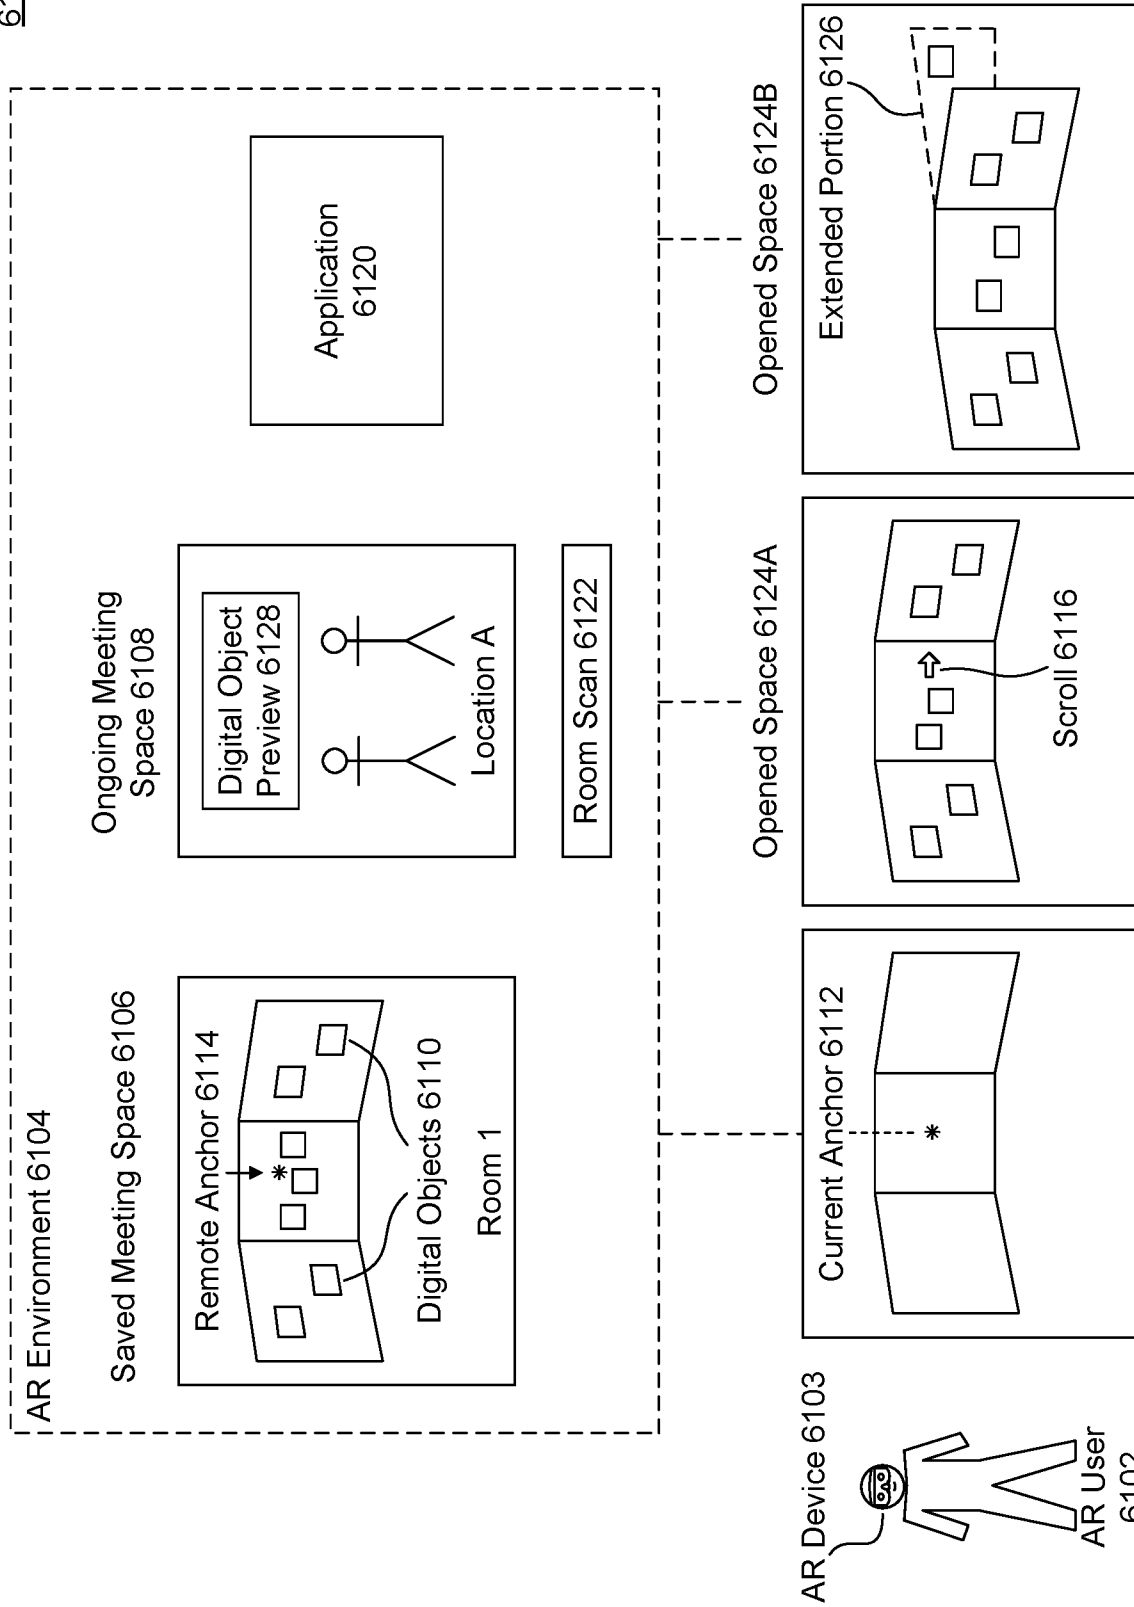 AR Environment 6104
Saved Meeting Space 6106
Remote Anchor 6114
Digital Objects 6110
Room 1
Ongoing Meeting
Space 6108
Digital Object
Preview 6128
Location A
Room Scan 6122
Application
6120
AR Device 6103
AR User
6102
Current Anchor 6112
Opened Space 6124A
Scroll 6116
Opened Space 6124B
Extended Portion 6126